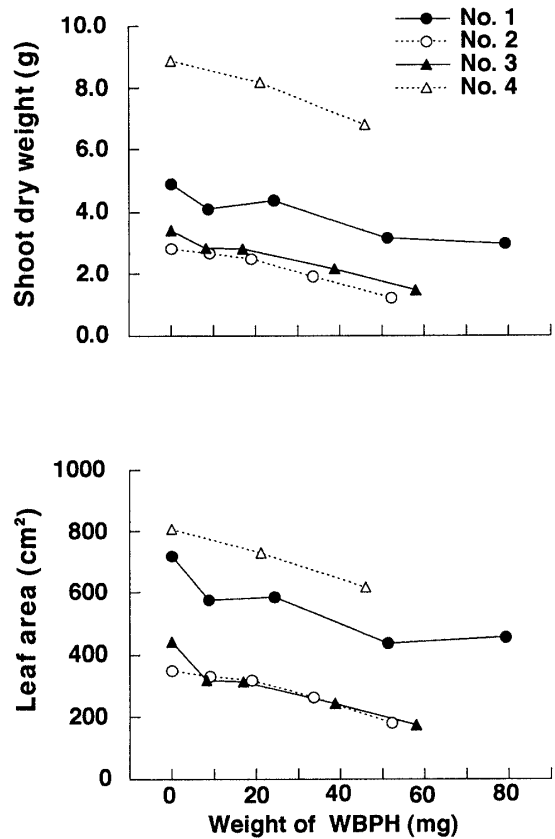 No. 1
No. 2
No. 3
No. 4
Shoot dry weight (g)
10.0
8.0
6.0
4.0
2.0
0.0
Leaf area (cm²)
1000
800
600
400
200
0
0 20 40 60 80
Weight of WBPH (mg)